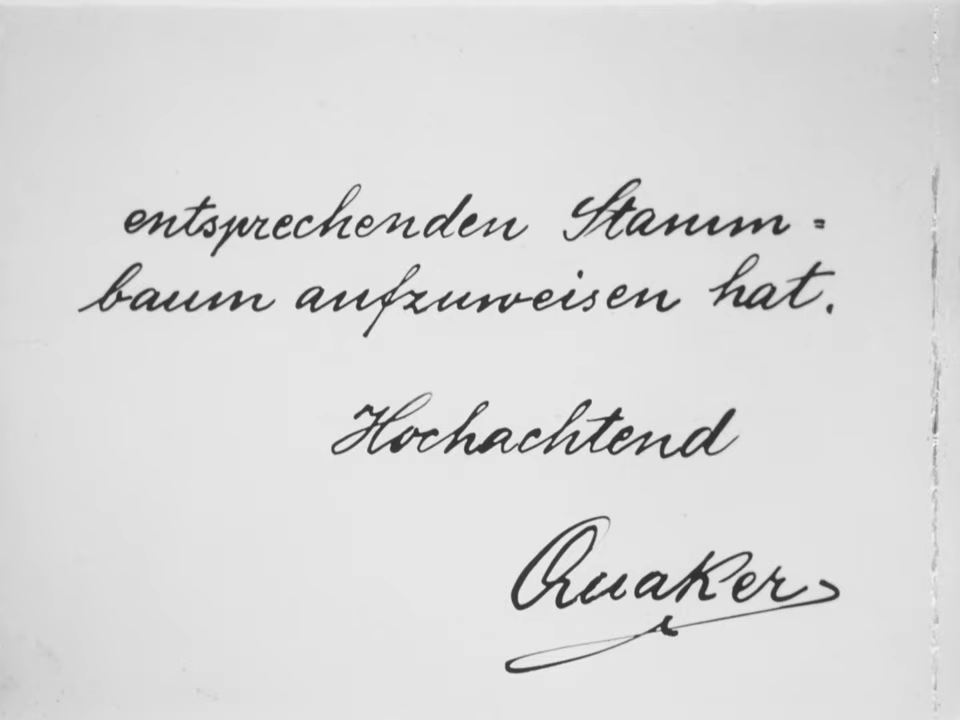 entsprechenden Stamm=
baum aufzuweisen hat.
Hochachtend
Quaker